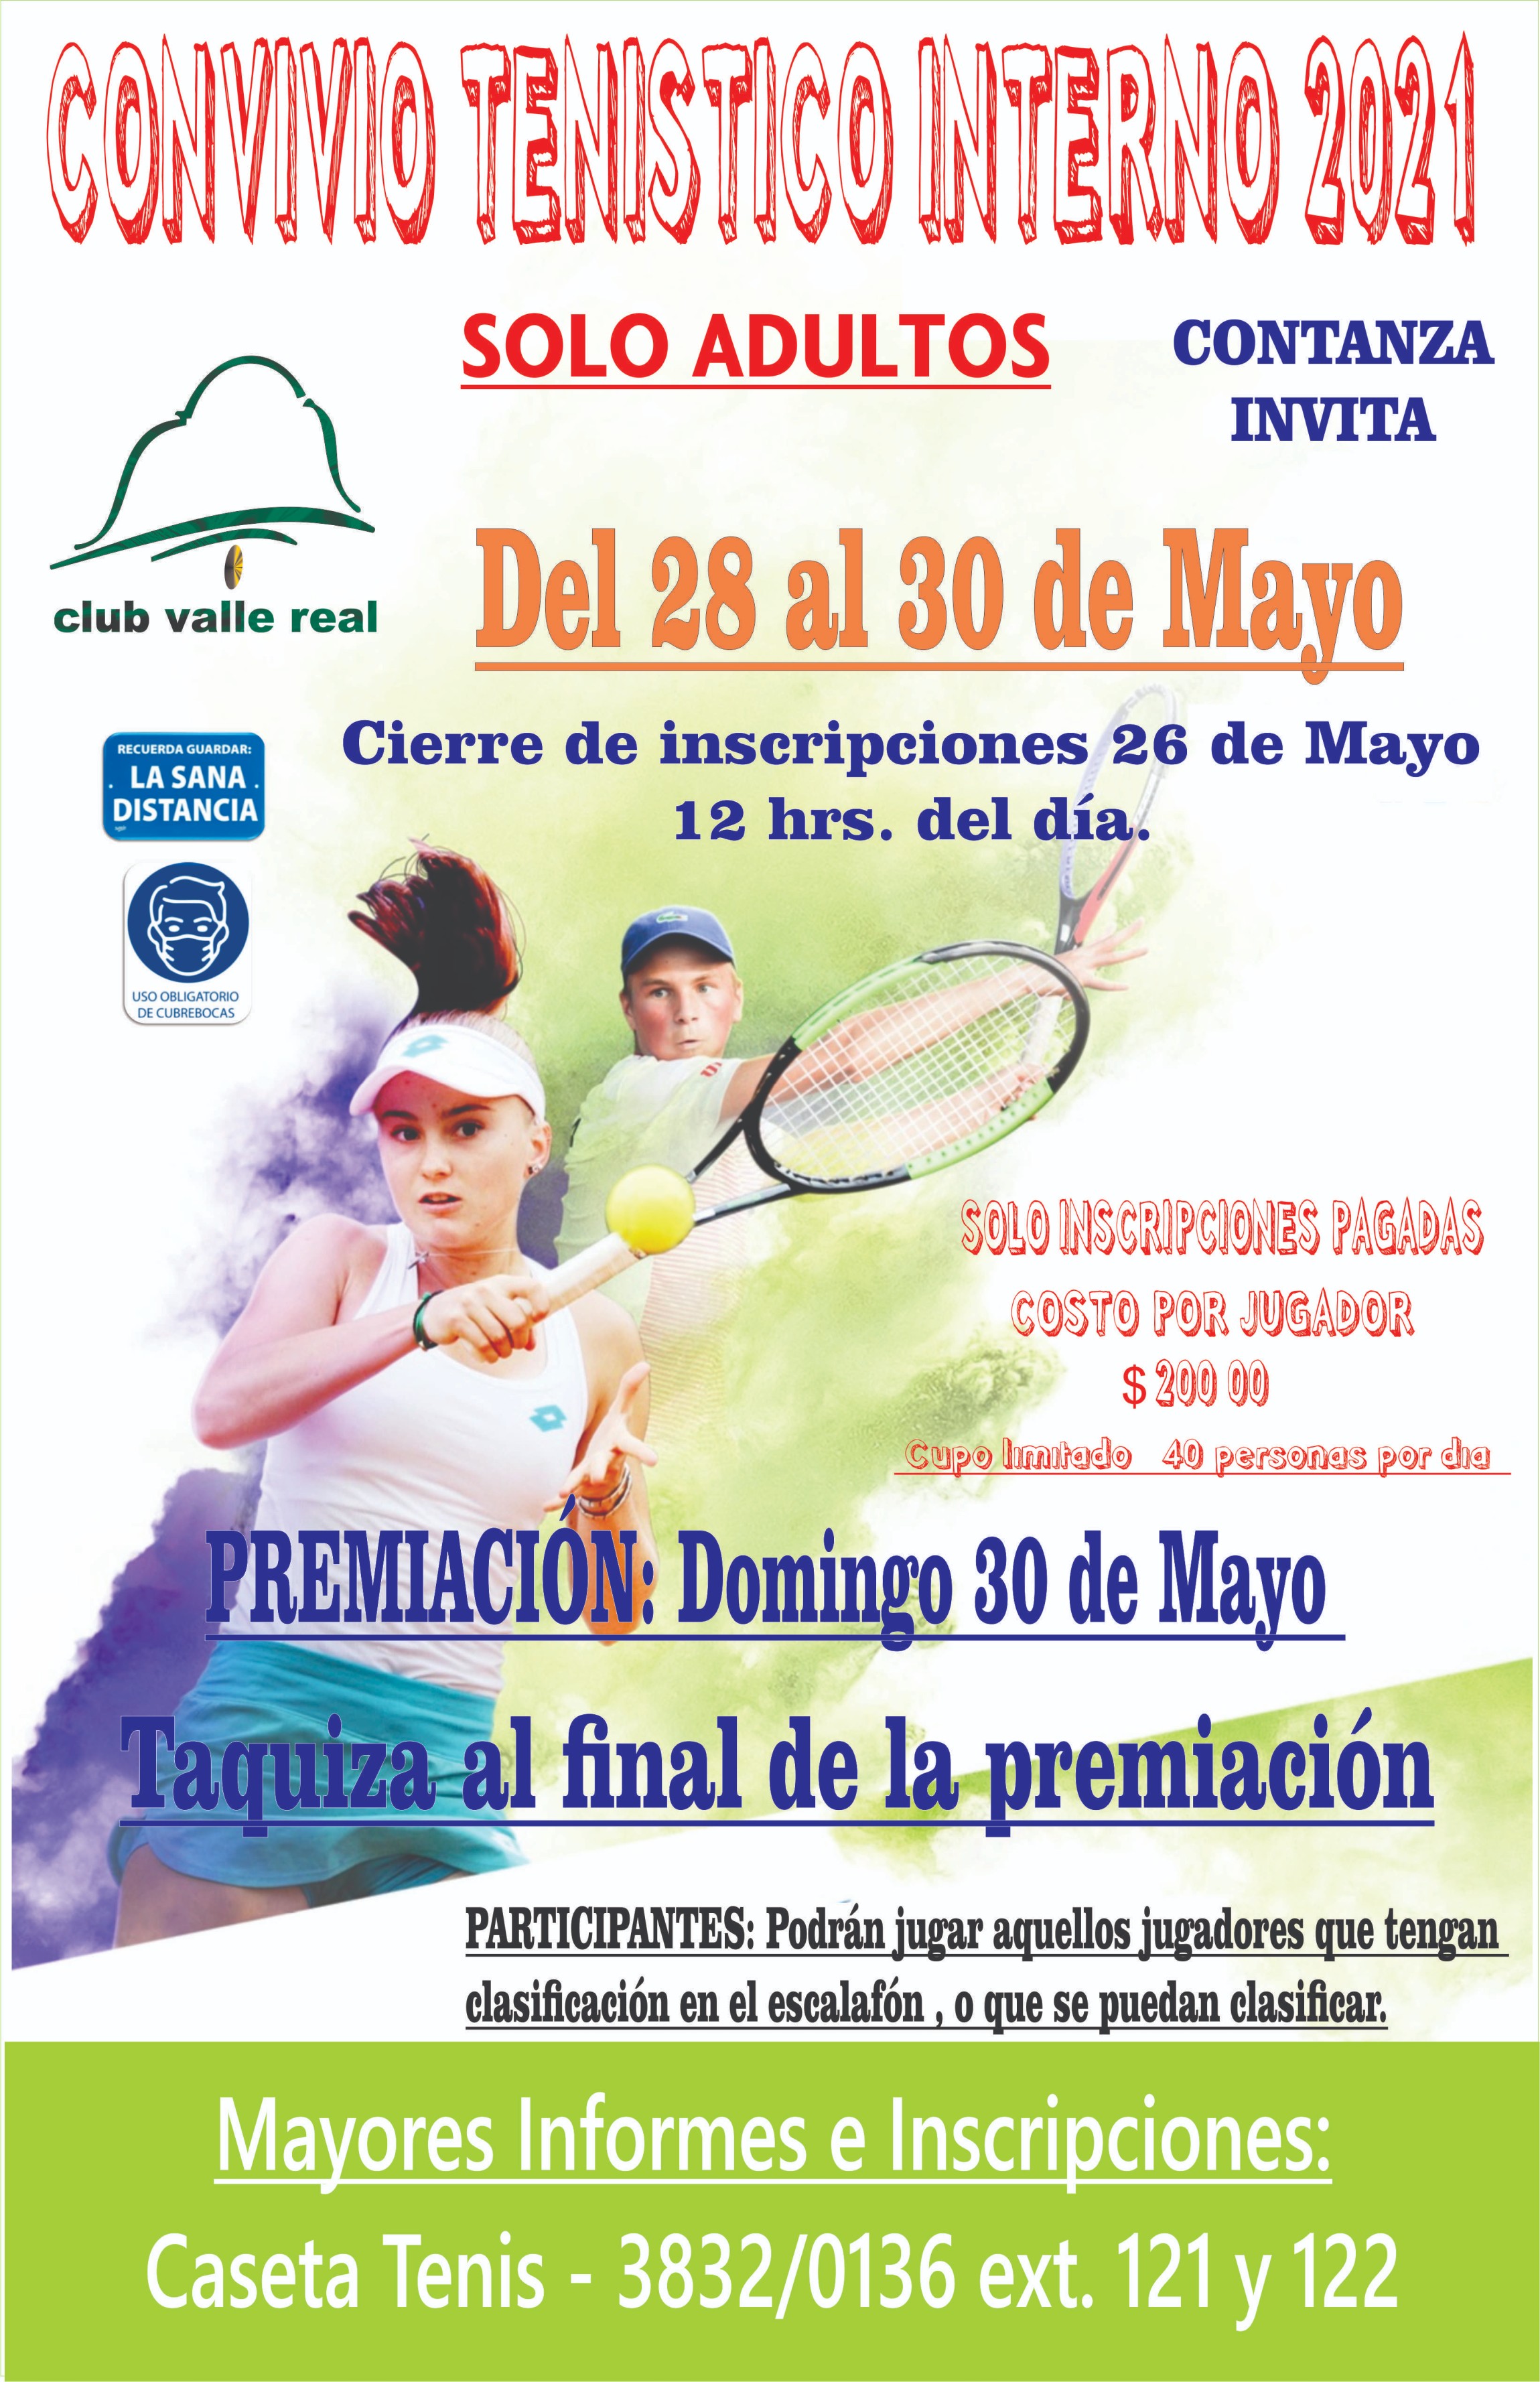 CONVIVIO TENISTICO INTERNO 2021
SOLO ADULTOS
CONTANZA
INVITA
club valle real
Del 28 al 30 de Mayo
Cierre de inscripciones 26 de Mayo
12 hrs. del día.
RECUERDA GUARDAR:
. LA SANA .
DISTANCIA
USO OBLIGATORIO
DE CUBREBOCAS
SOLO INSCRIPCIONES PAGADAS
COSTO POR JUGADOR
$ 200 00
Cupo limitado 40 personas por dia
PREMIACIÓN: Domingo 30 de Mayo
Taquiza al final de la premiación
PARTICIPANTES: Podrán jugar aquellos jugadores que tengan
clasificación en el escalafón , o que se puedan clasificar.
Mayores Informes e Inscripciones:
Caseta Tenis - 3832/0136 ext. 121 y 122